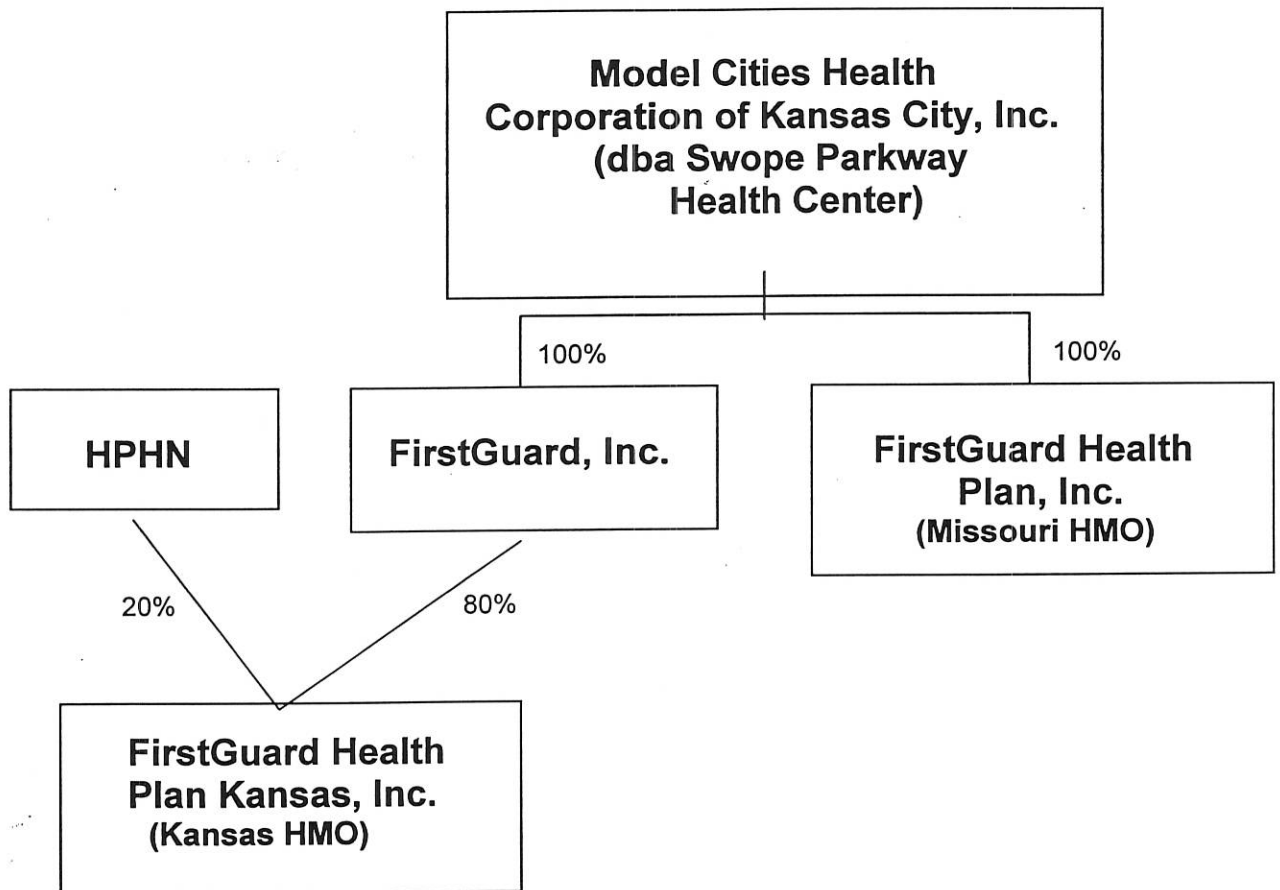 Model Cities Health
Corporation of Kansas City, Inc.
(dba Swope Parkway
Health Center)
100%
100%
HPHN
FirstGuard, Inc.
FirstGuard Health
Plan, Inc.
(Missouri HMO)
20%
80%
FirstGuard Health
Plan Kansas, Inc.
(Kansas HMO)